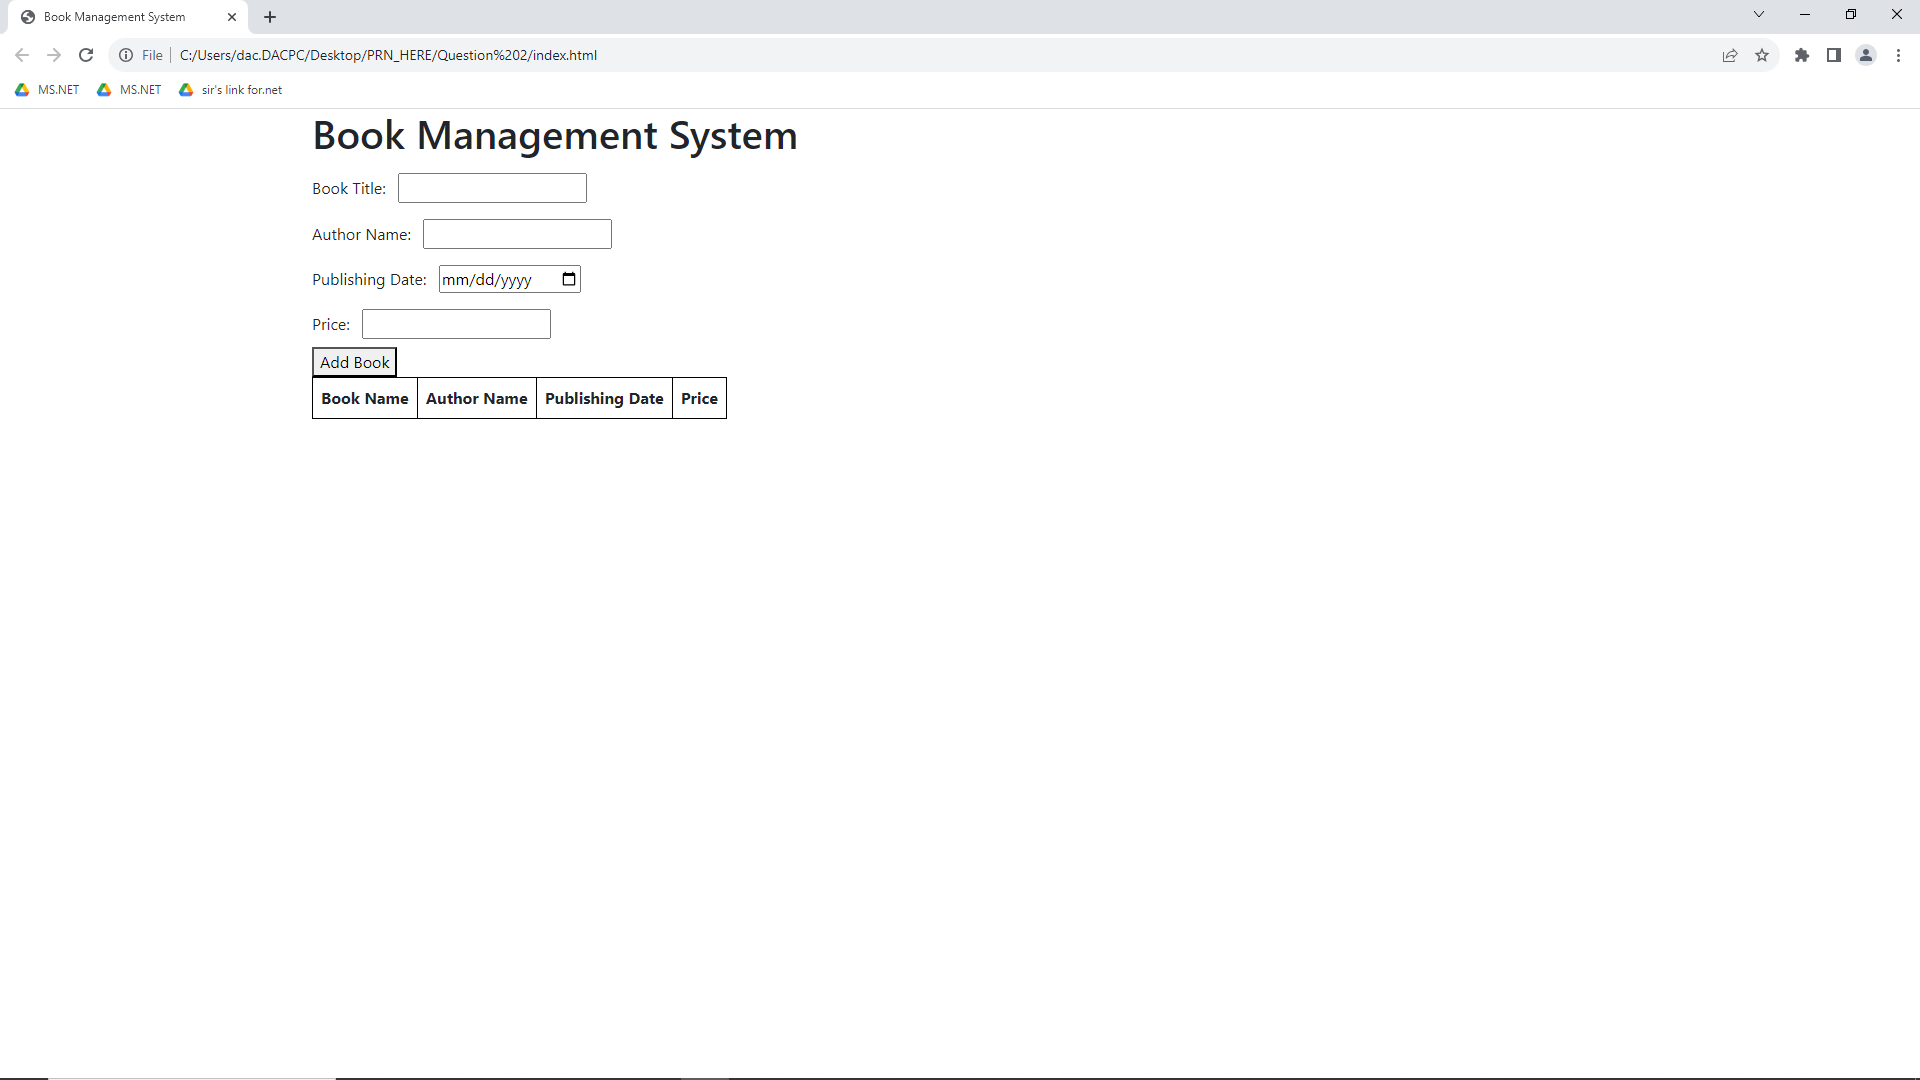 Book Management System
File C:/Users/dac.DACPC/Desktop/PRN_HERE/Question%202/index.html
MS.NET MS.NET sir's link for.net
Book Management System
Book Title:
Author Name:
Publishing Date: mm/dd/yyyy
Price:
Add Book
Book Name Author Name Publishing Date Price